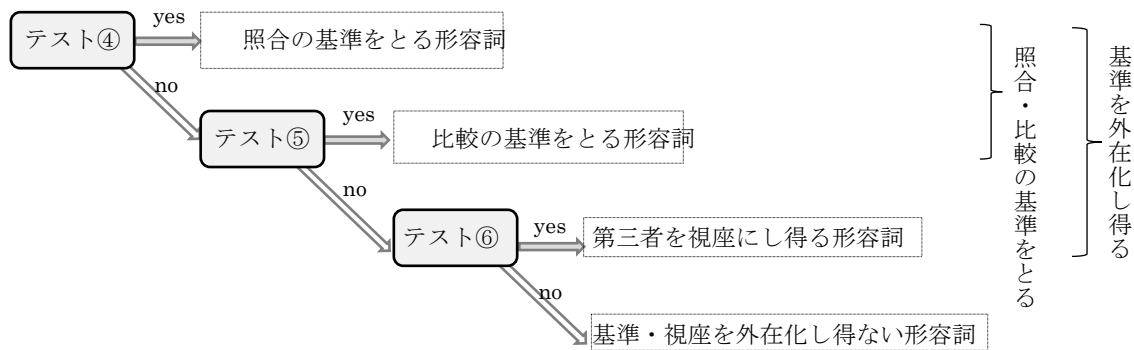 テスト④
yes
照合の基準をとる形容詞
no
テスト⑤
yes
比較の基準をとる形容詞
no
テスト⑥
yes
第三者を視座にし得る形容詞
no
基準・視座を外在化し得ない形容詞
照合・比較の基準をとる
基準を外在化し得る